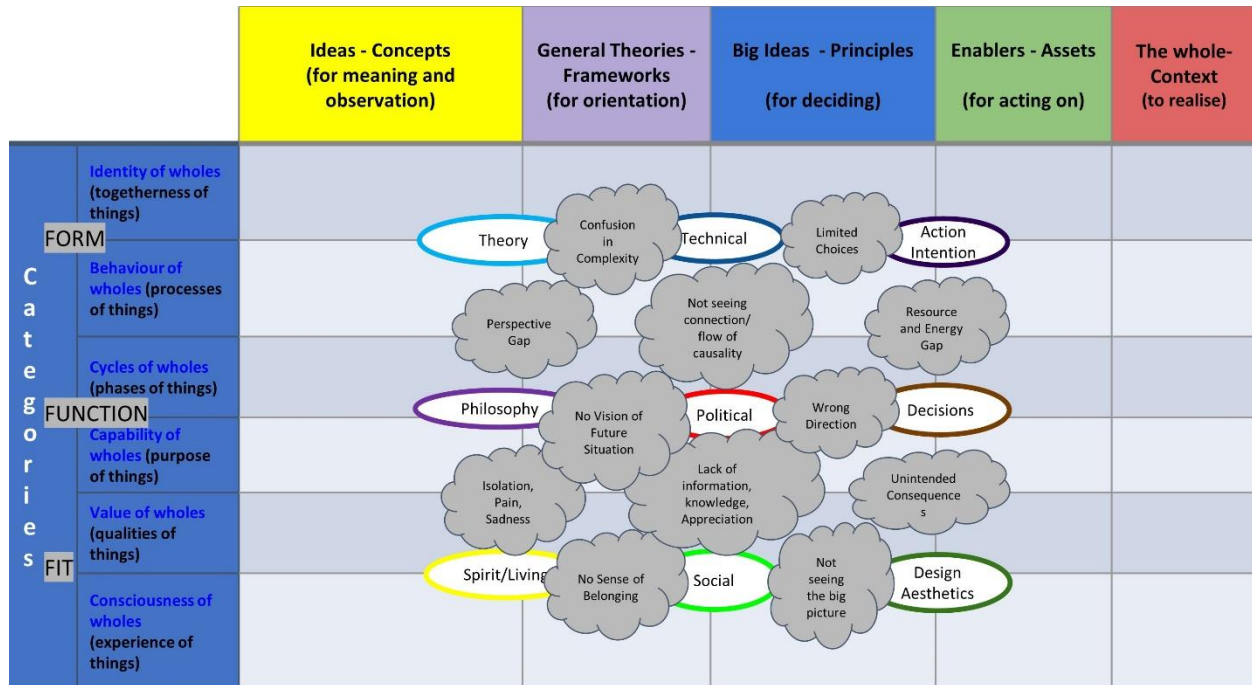 Ideas - Concepts
(for meaning and
observation)
General Theories -
Frameworks
(for orientation)
Big Ideas - Principles
(for deciding)
Enablers - Assets
(for acting on)
The whole-
Context
(to realise)
Categories
FORM
FUNCTION
FIT
Identity of wholes
(togetherness of
things)
Behaviour of
wholes (processes
of things)
Cycles of wholes
(phases of things)
Capability of
wholes (purpose
of things)
Value of wholes
(qualities of
things)
Consciousness of
wholes
(experience of
things)
Theory
Confusion
in
Complexity
Technical
Limited
Choices
Action
Intention
Perspective
Gap
Not seeing
connection/
flow of
causality
Resource
and Energy
Gap
Philosophy
No Vision of
Future
Situation
Political
Wrong
Direction
Decisions
Isolation,
Pain,
Sadness
Lack of
information,
knowledge,
Appreciation
Unintended
Consequence
s
Spirit/Living
No Sense of
Belonging
Social
Not
seeing
the big
picture
Design
Aesthetics